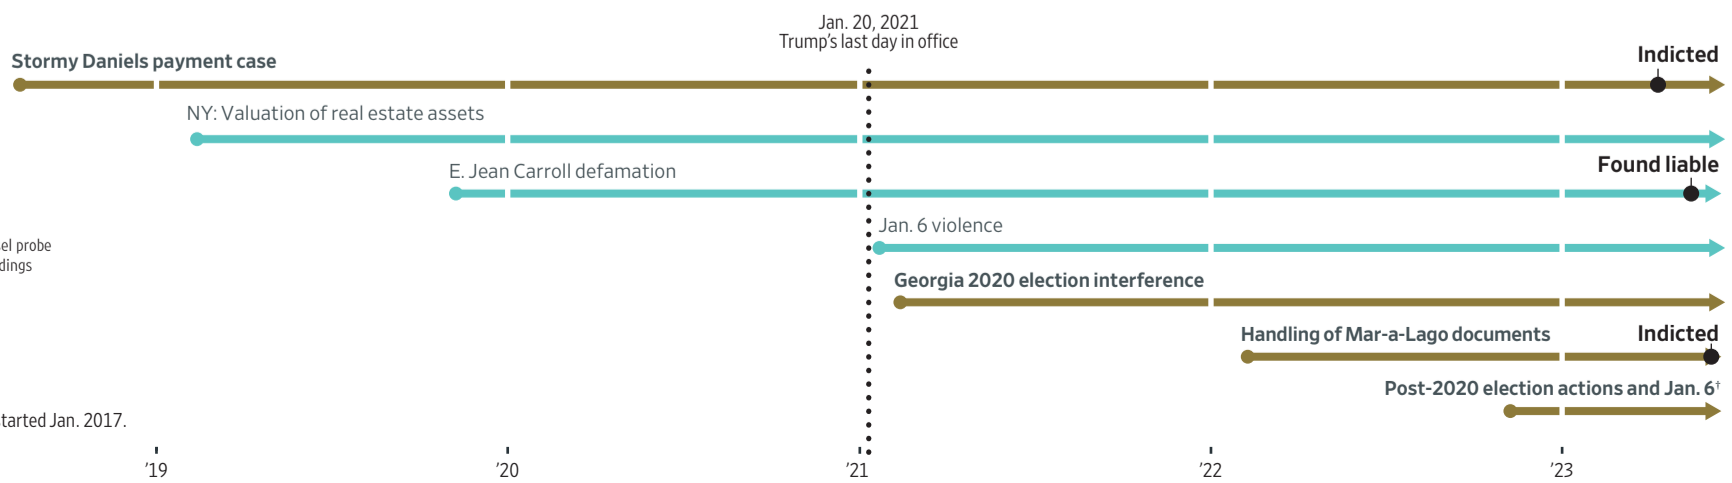 Jan. 20, 2021
Trump's last day in office
Stormy Daniels payment case
Indicted
NY: Valuation of real estate assets
E. Jean Carroll defamation
Found liable
Jan. 6 violence
el probe
dings
Georgia 2020 election interference
Handling of Mar-a-Lago documents
Indicted
Post-2020 election actions and Jan. 6†
tarted Jan. 2017.
’19 ’20 ’21 ’22 ’23